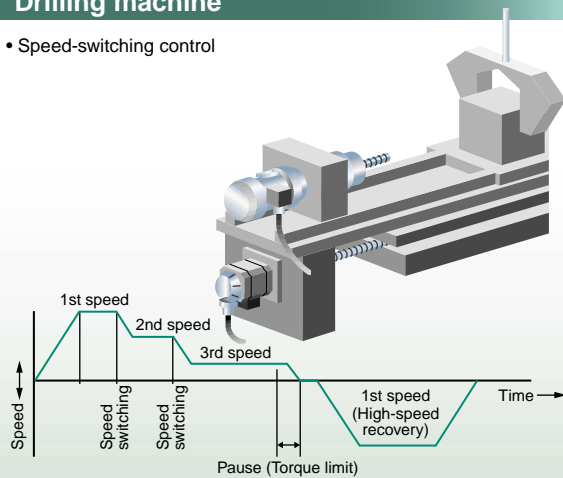 Drilling machine
• Speed-switching control
1st speed
2nd speed
3rd speed
Speed
Speed
switching
Speed
switching
1st speed
(High-speed
recovery)
Time
Pause (Torque limit)